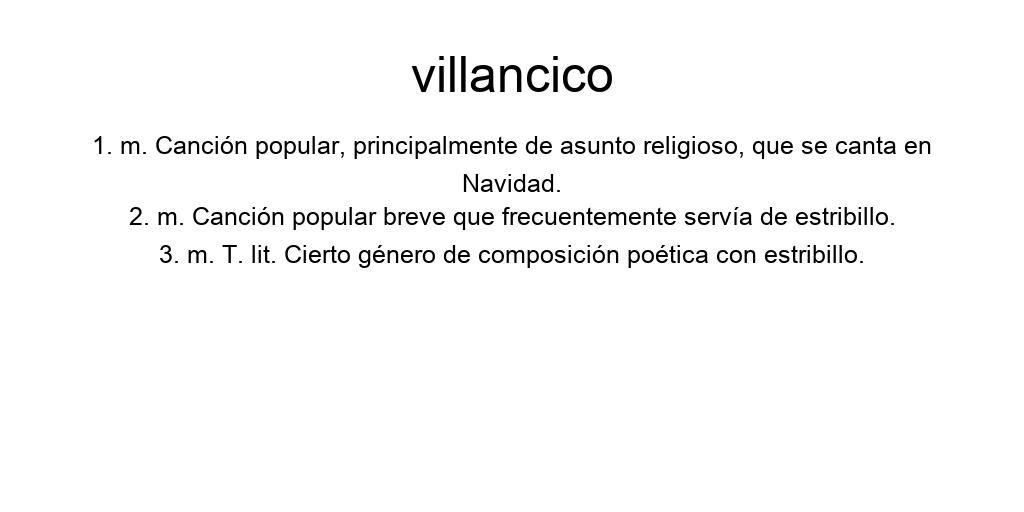 villancico
1. m. Canción popular, principalmente de asunto religioso, que se canta en
Navidad.
2. m. Canción popular breve que frecuentemente servía de estribillo.
3. m. T. lit. Cierto género de composición poética con estribillo.